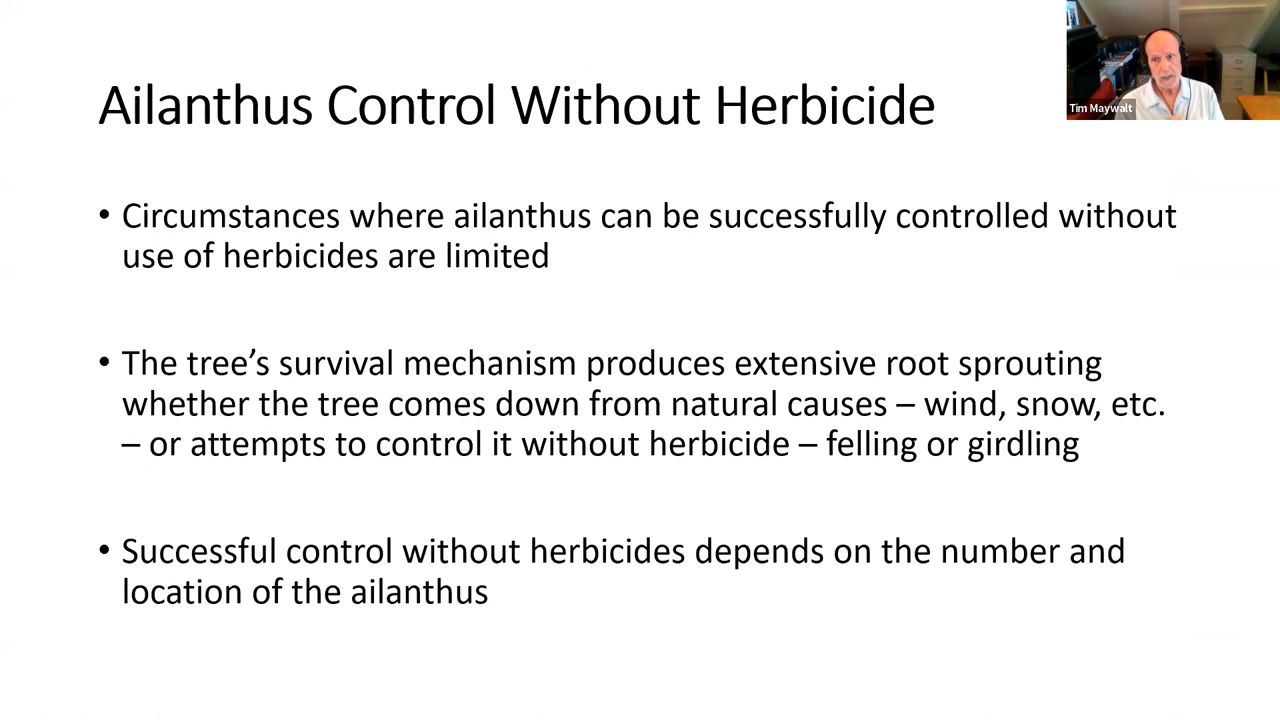 Ailanthus Control Without Herbicide
Tim Maywalt
• Circumstances where ailanthus can be successfully controlled without
use of herbicides are limited
• The tree’s survival mechanism produces extensive root sprouting
whether the tree comes down from natural causes – wind, snow, etc.
– or attempts to control it without herbicide – felling or girdling
• Successful control without herbicides depends on the number and
location of the ailanthus